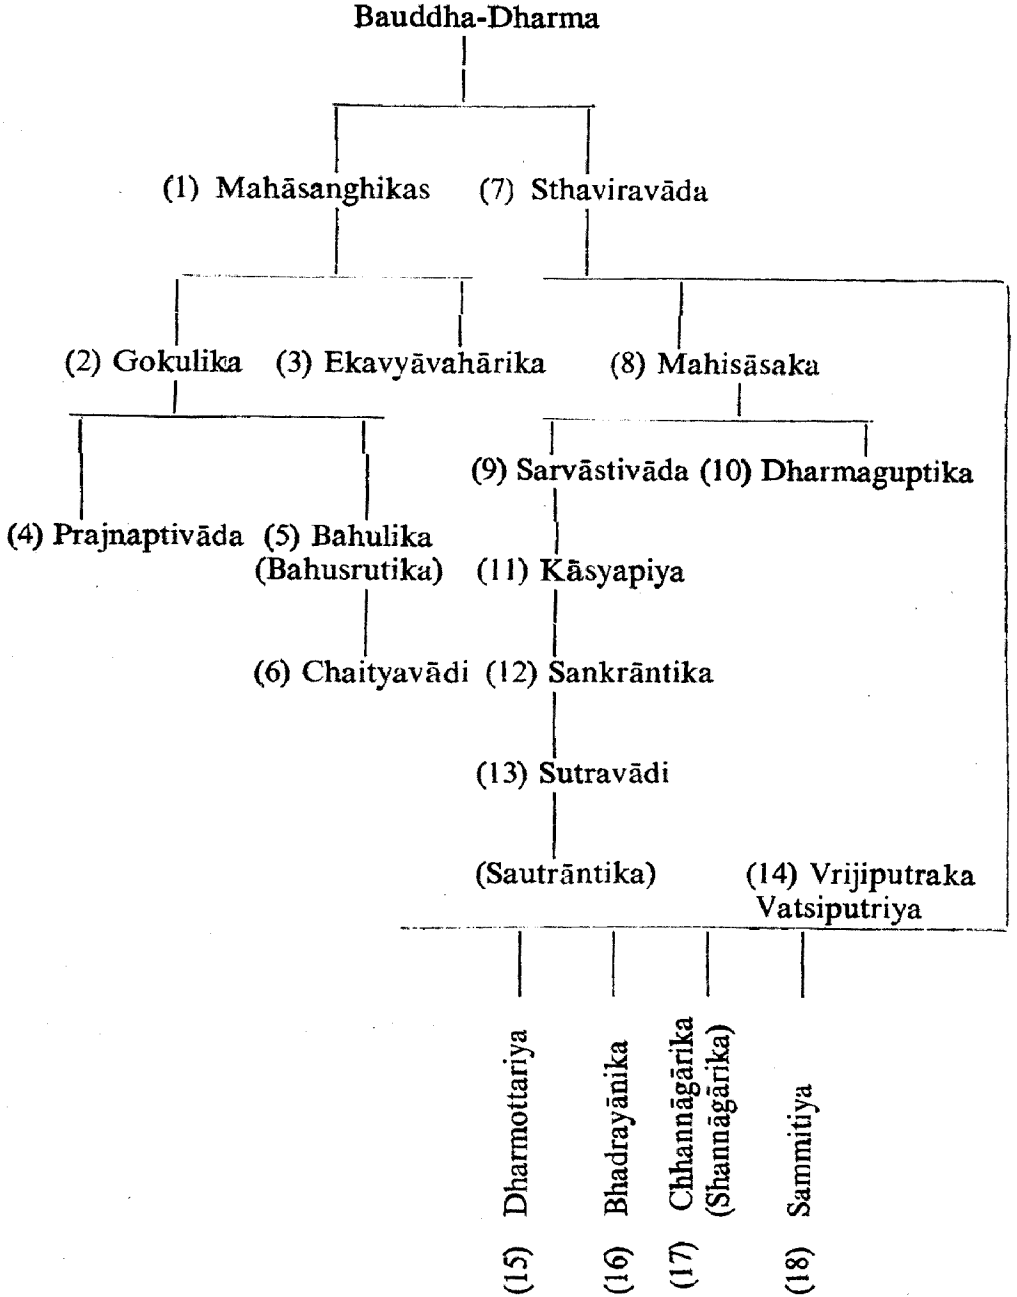 Bauddha-Dharma
(1) Mahāsanghikas (7) Sthaviravāda
(2) Gokulika (3) Ekavyāvahārika (8) Mahisāsaka
(9) Sarvāstivāda (10) Dharmaguptika
(4) Prajnaptivāda (5) Bahulika
(Bahusrutika) (11) Kāsyapiya
(6) Chaityavādi (12) Sankrāntika
(13) Sutravādi
(Sautrāntika) (14) Vrijiputraka
Vatsiputriya
(15) Dharmottariya
(16) Bhadrayānika
(17) Chhannāgārika
(Shannāgārika)
(18) Sammitiya